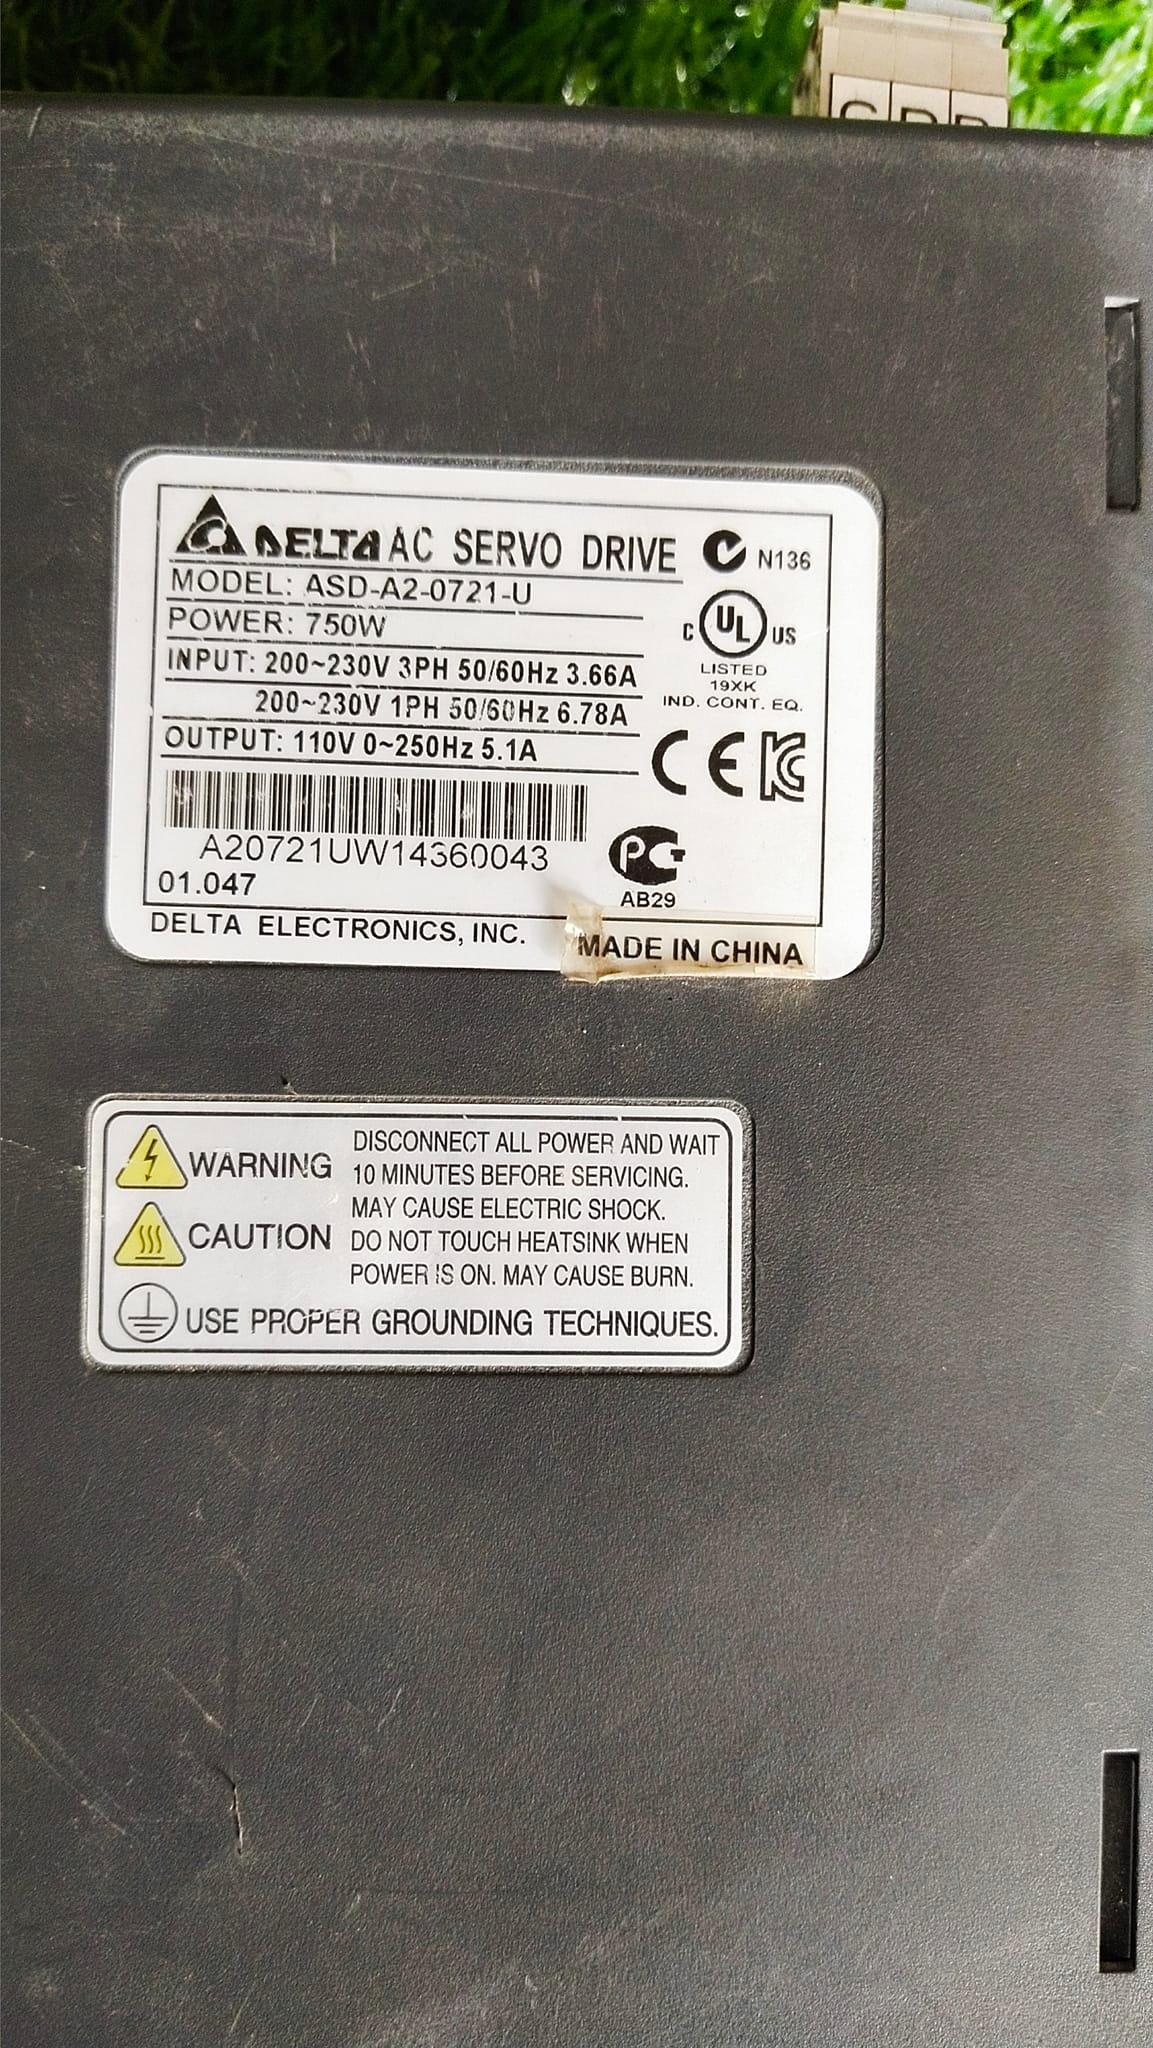 DELTA AC SERVO DRIVE
N136
MODEL: ASD-A2-0721-U
POWER: 750W
INPUT: 200~230V 3PH 50/60Hz 3.66A
200~230V 1PH 50/60Hz 6.78A
OUTPUT: 110V 0~250Hz 5.1A
C UL US
LISTED
19XK
IND. CONT. EQ.
CE
A20721UW14360043
01.047
AB29
DELTA ELECTRONICS, INC.
MADE IN CHINA
WARNING
DISCONNECT ALL POWER AND WAIT
10 MINUTES BEFORE SERVICING.
MAY CAUSE ELECTRIC SHOCK.
CAUTION
DO NOT TOUCH HEATSINK WHEN
POWER IS ON. MAY CAUSE BURN.
USE PROPER GROUNDING TECHNIQUES.